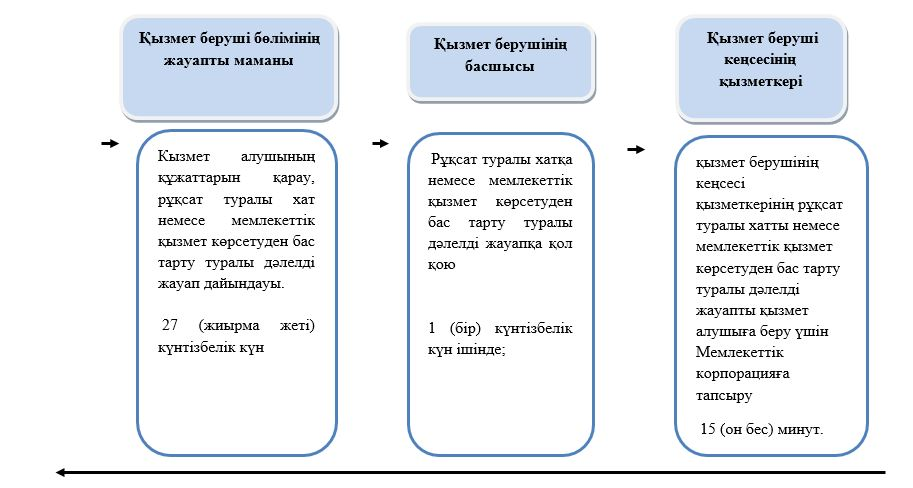 Қызмет беруші бөлімінің
жауапты маманы
Кызмет алушының
құжаттарын қарау,
рұқсат туралы хат
немесе мемлекеттік
қызмет көрсетуден бас
тарту туралы дәлелді
жауап дайындауы.
27 (жиырма жеті)
күнтізбелік күн
Қызмет берушінің
басшысы
Рұқсат туралы хатқа
немесе мемлекеттік
қызмет көрсетуден
бас тарту туралы
дәлелді жауапқа қол
қою
1 (бір) күнтізбелік
күн ішінде;
Қызмет беруші
кеңсесінің
қызметкері
қызмет берушінің
кеңсесі
қызметкерінің рұқсат
туралы хатты немесе
мемлекеттік қызмет
көрсетуден бас тарту
туралы дәлелді
жауапты қызмет
алушыға беру үшін
Мемлекеттік
корпорацияға
тапсыру
15 (он бес) минут.